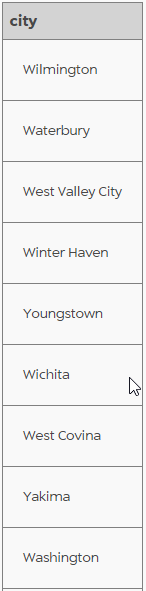 city
Wilmington
Waterbury
West Valley City
Winter Haven
Youngstown
Wichita
West Covina
Yakima
Washington